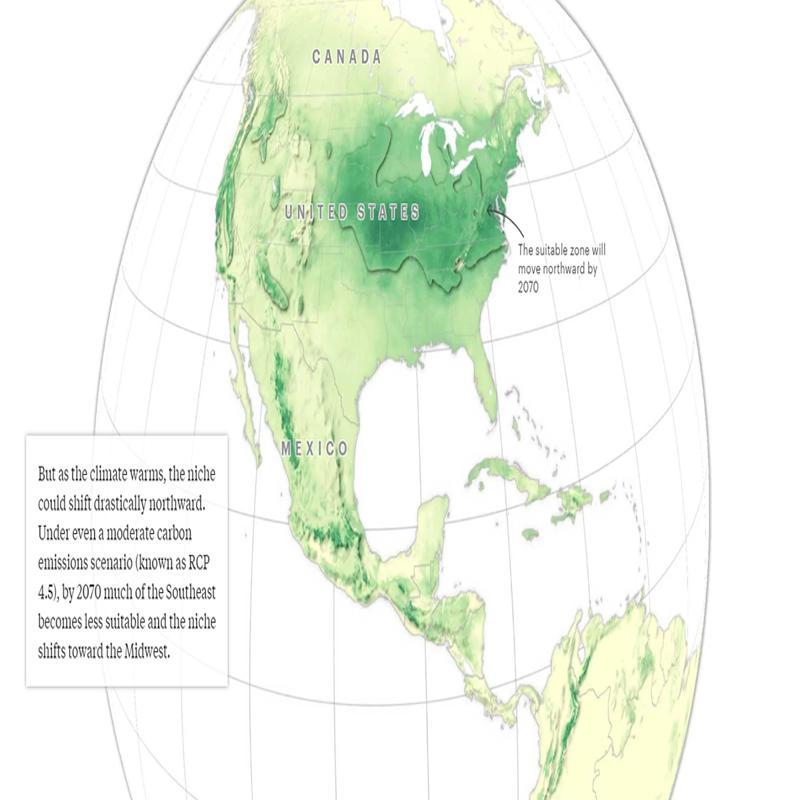 CANADA
UNITED STATES
The suitable zone will
move northward by
2070
MEXICO
But as the climate warms, the niche
could shift drastically northward.
Under even a moderate carbon
emissions scenario (known as RCP
4.5), by 2070 much of the Southeast
becomes less suitable and the niche
shifts toward the Midwest.